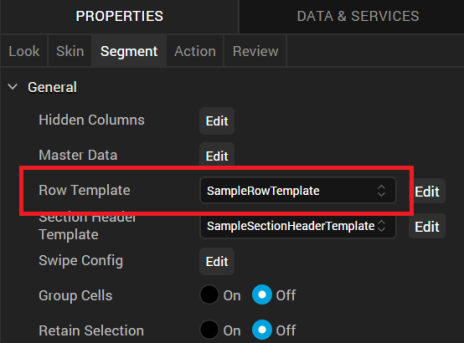 PROPERTIES DATA & SERVICES
Look Skin Segment Action Review
General
Hidden Columns Edit
Master Data Edit
Row Template SampleRowTemplate Edit
Section Header
Template SampleSectionHeaderTemplate Edit
Swipe Config Edit
Group Cells On Off
Retain Selection On Off